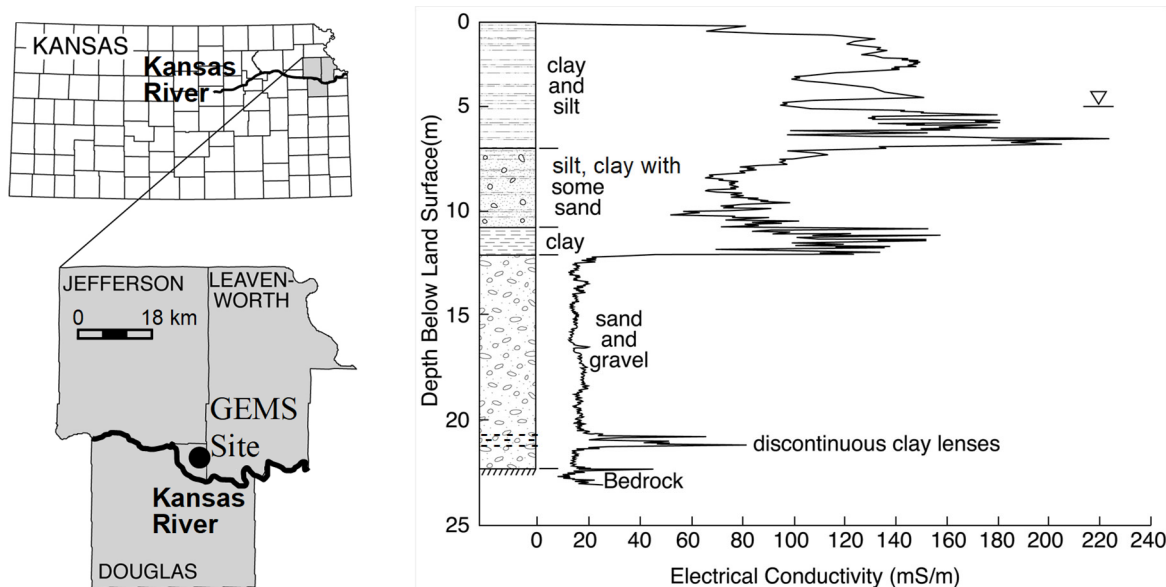 KANSAS
Kansas
River
JEFFERSON
LEAVEN-
WORTH
0 18 km
GEMS
Site
Kansas
River
DOUGLAS
Depth Below Land Surface(m)
0
5
10
15
20
25
clay
and
silt
silt, clay with
some
sand
clay
sand
and
gravel
discontinuous clay lenses
Bedrock
0 20 40 60 80 100 120 140 160 180 200 220 240
Electrical Conductivity (mS/m)